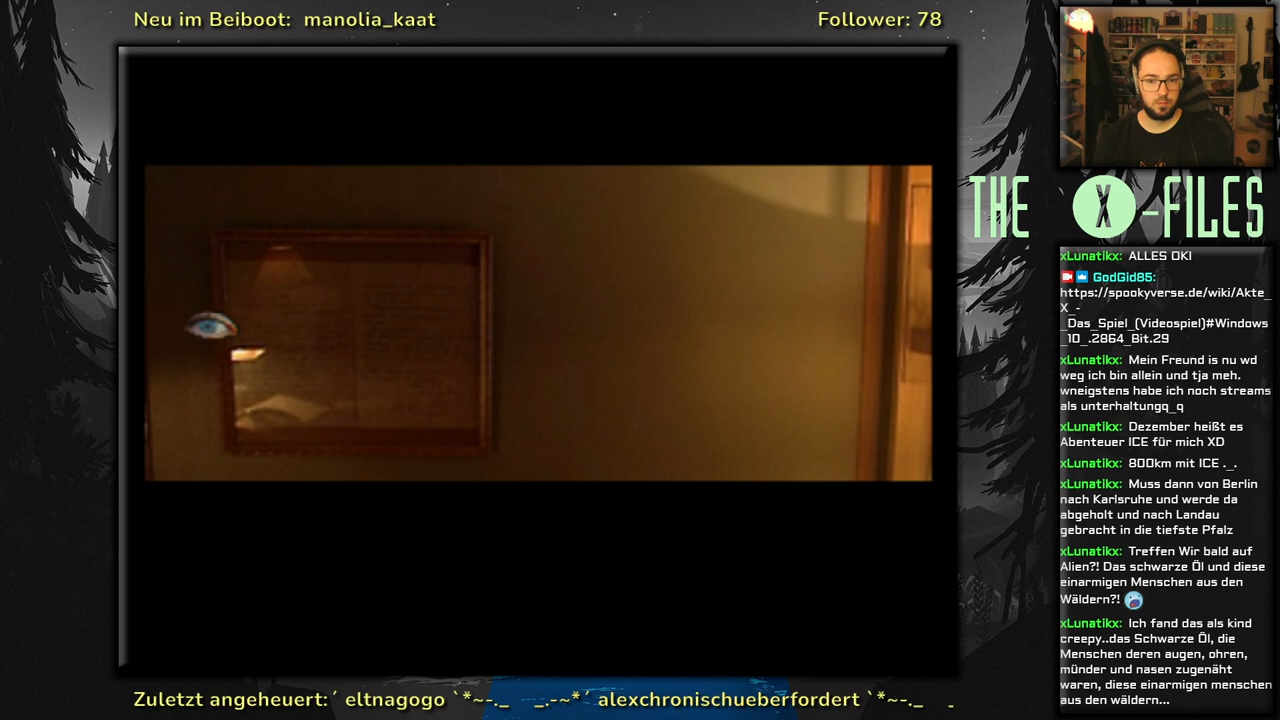 Neu im Beiboot: manolia_kaat
Follower: 78
THE X-FILES
xLunatikx: ALLES OKI
GodGid85:
https://spookyverse.de/wiki/Akte_
X_-
_Das_Spiel_(Videospiel)#Windows
_10_.2864_Bit.29
xLunatikx: Mein Freund is nu wd
weg ich bin allein und tja meh.
wneigstens habe ich noch streams
als unterhaltungq_q
xLunatikx: Dezember heißt es
Abenteuer ICE für mich XD
xLunatikx: 800km mit ICE ._.
xLunatikx: Muss dann von Berlin
nach Karlsruhe und werde da
abgeholt und nach Landau
gebracht in die tiefste Pfalz
xLunatikx: Treffen Wir bald auf
Alien?! Das schwarze Öl und diese
einarmigen Menschen aus den
Wäldern?!
xLunatikx: Ich fand das als kind
creepy..das Schwarze Öl, die
Menschen deren augen, ohren,
münder und nasen zugenäht
waren, diese einarmigen menschen
aus den wäldern...
Zuletzt angeheuert:´ eltnagogo `*~-._ _.-~*´ alexchronischueberfordert `*~-._ -